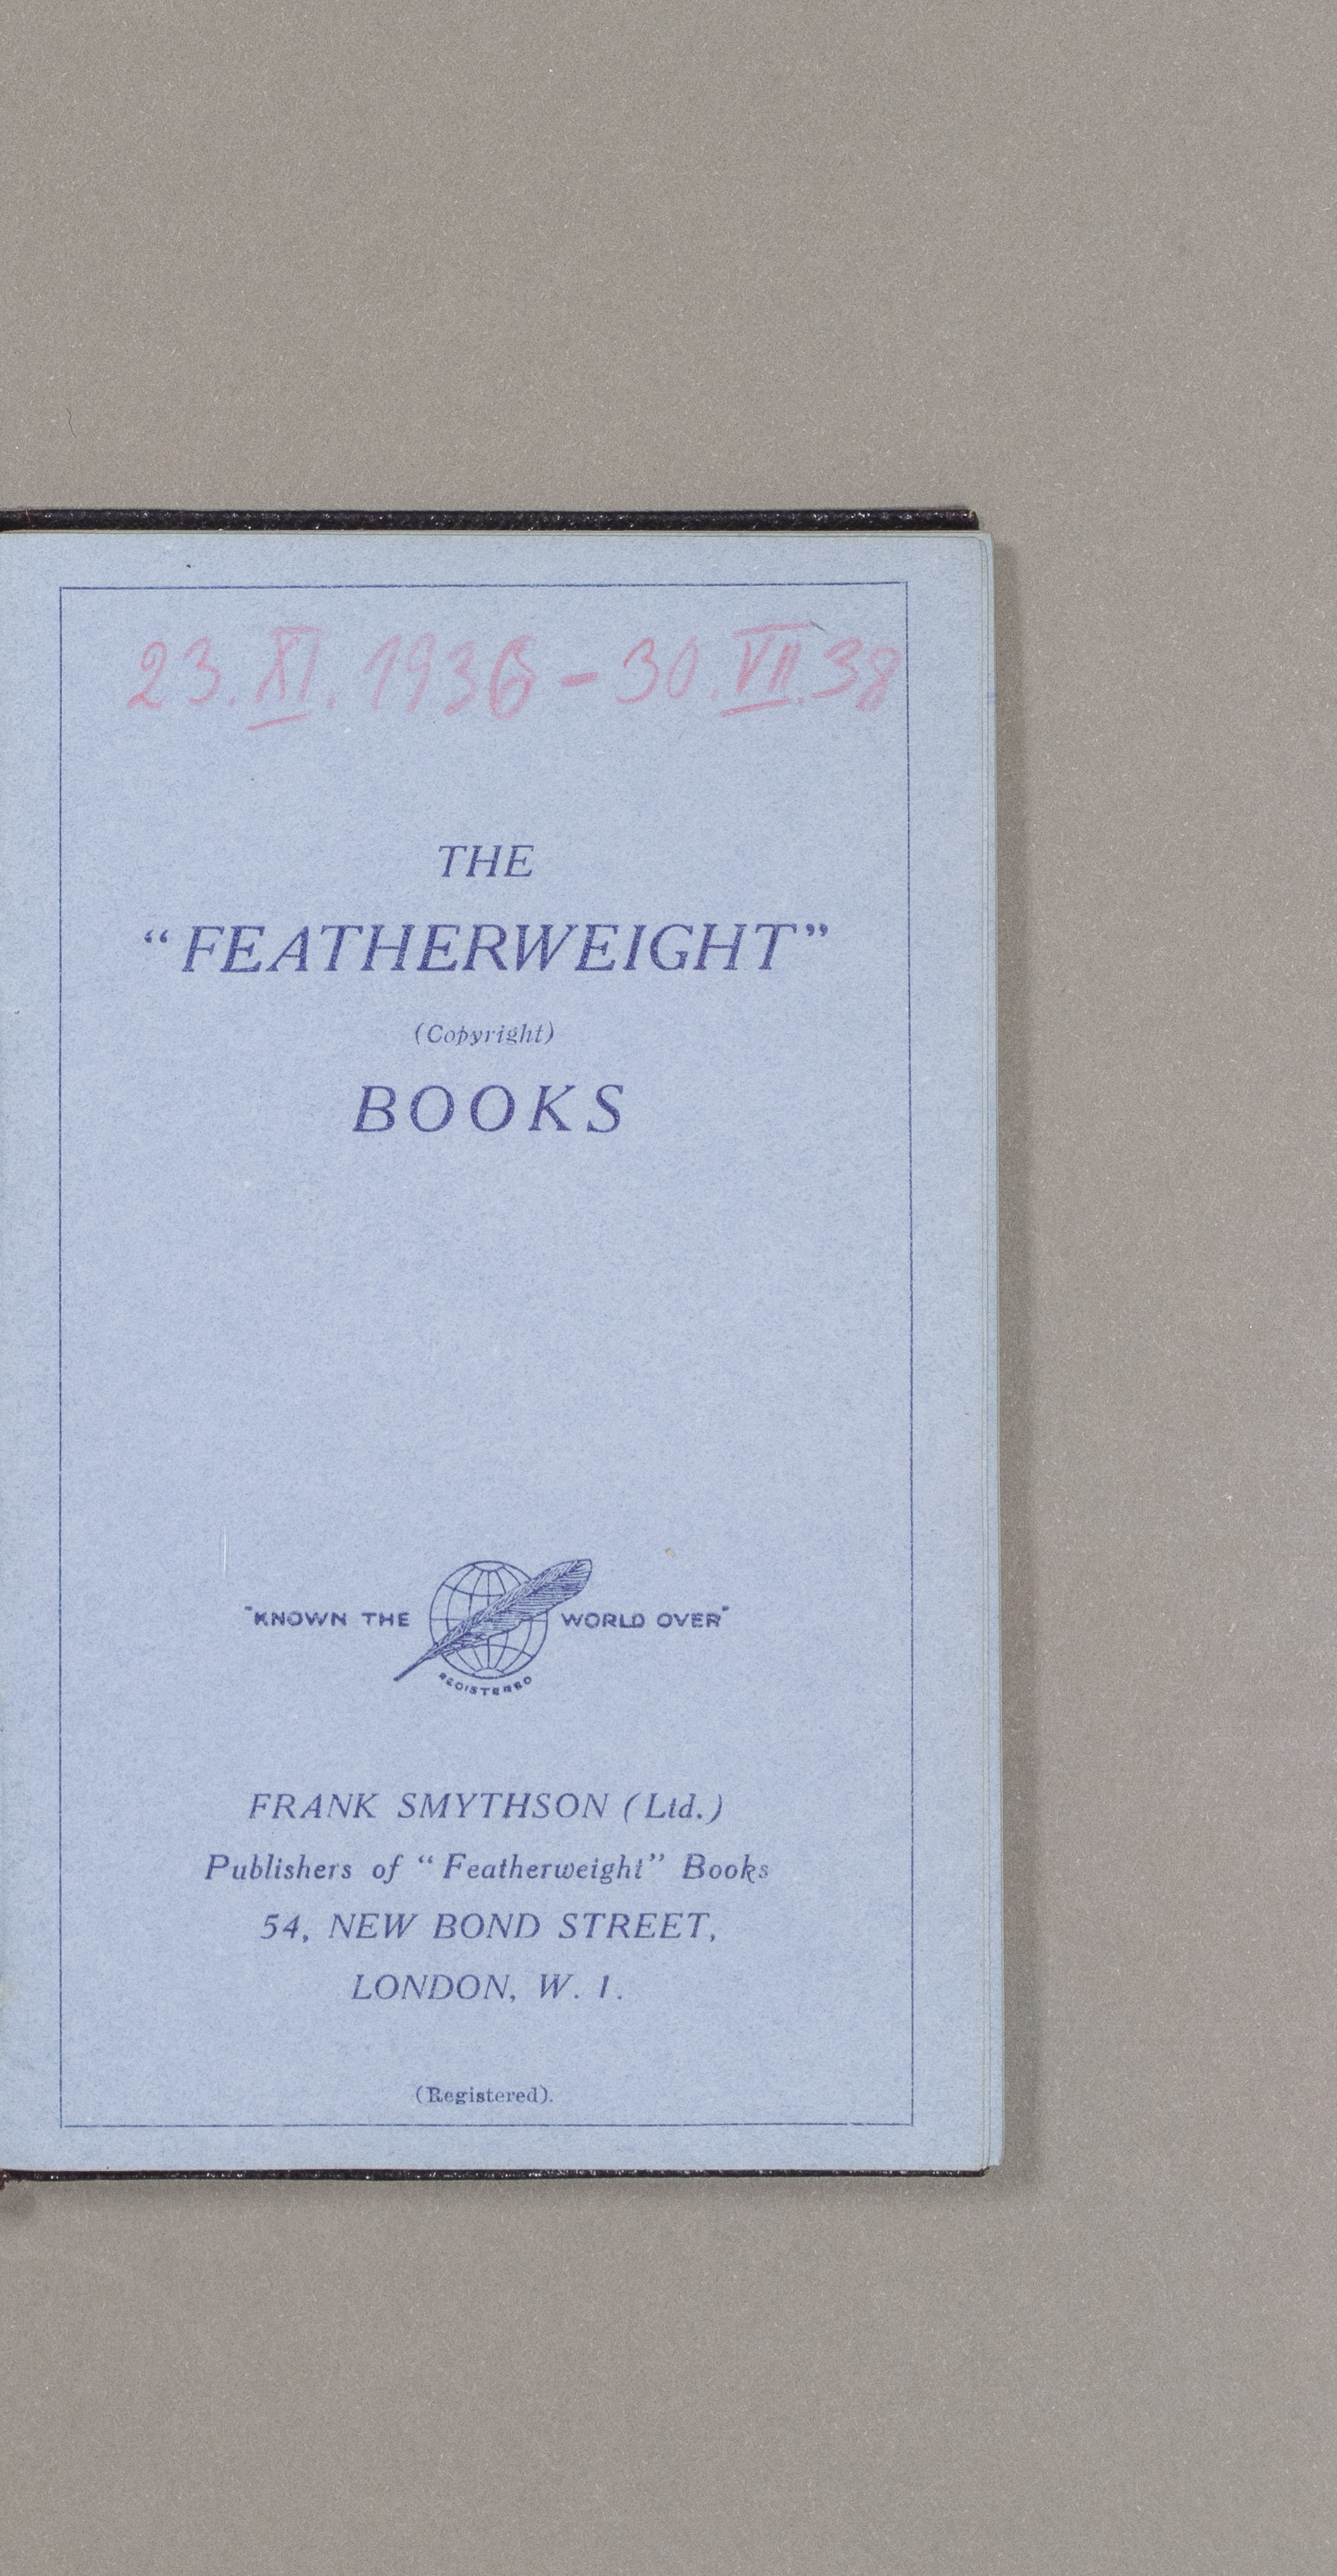 23.XI.1936-30.VII.38
THE
“FEATHERWEIGHT”
(Copyright)
BOOKS
"KNOWN THE WORLD OVER"
REGISTERED
FRANK SMYTHSON (Ltd.)
Publishers of “Featherweight” Books
54, NEW BOND STREET,
LONDON, W. 1.
(Registered).